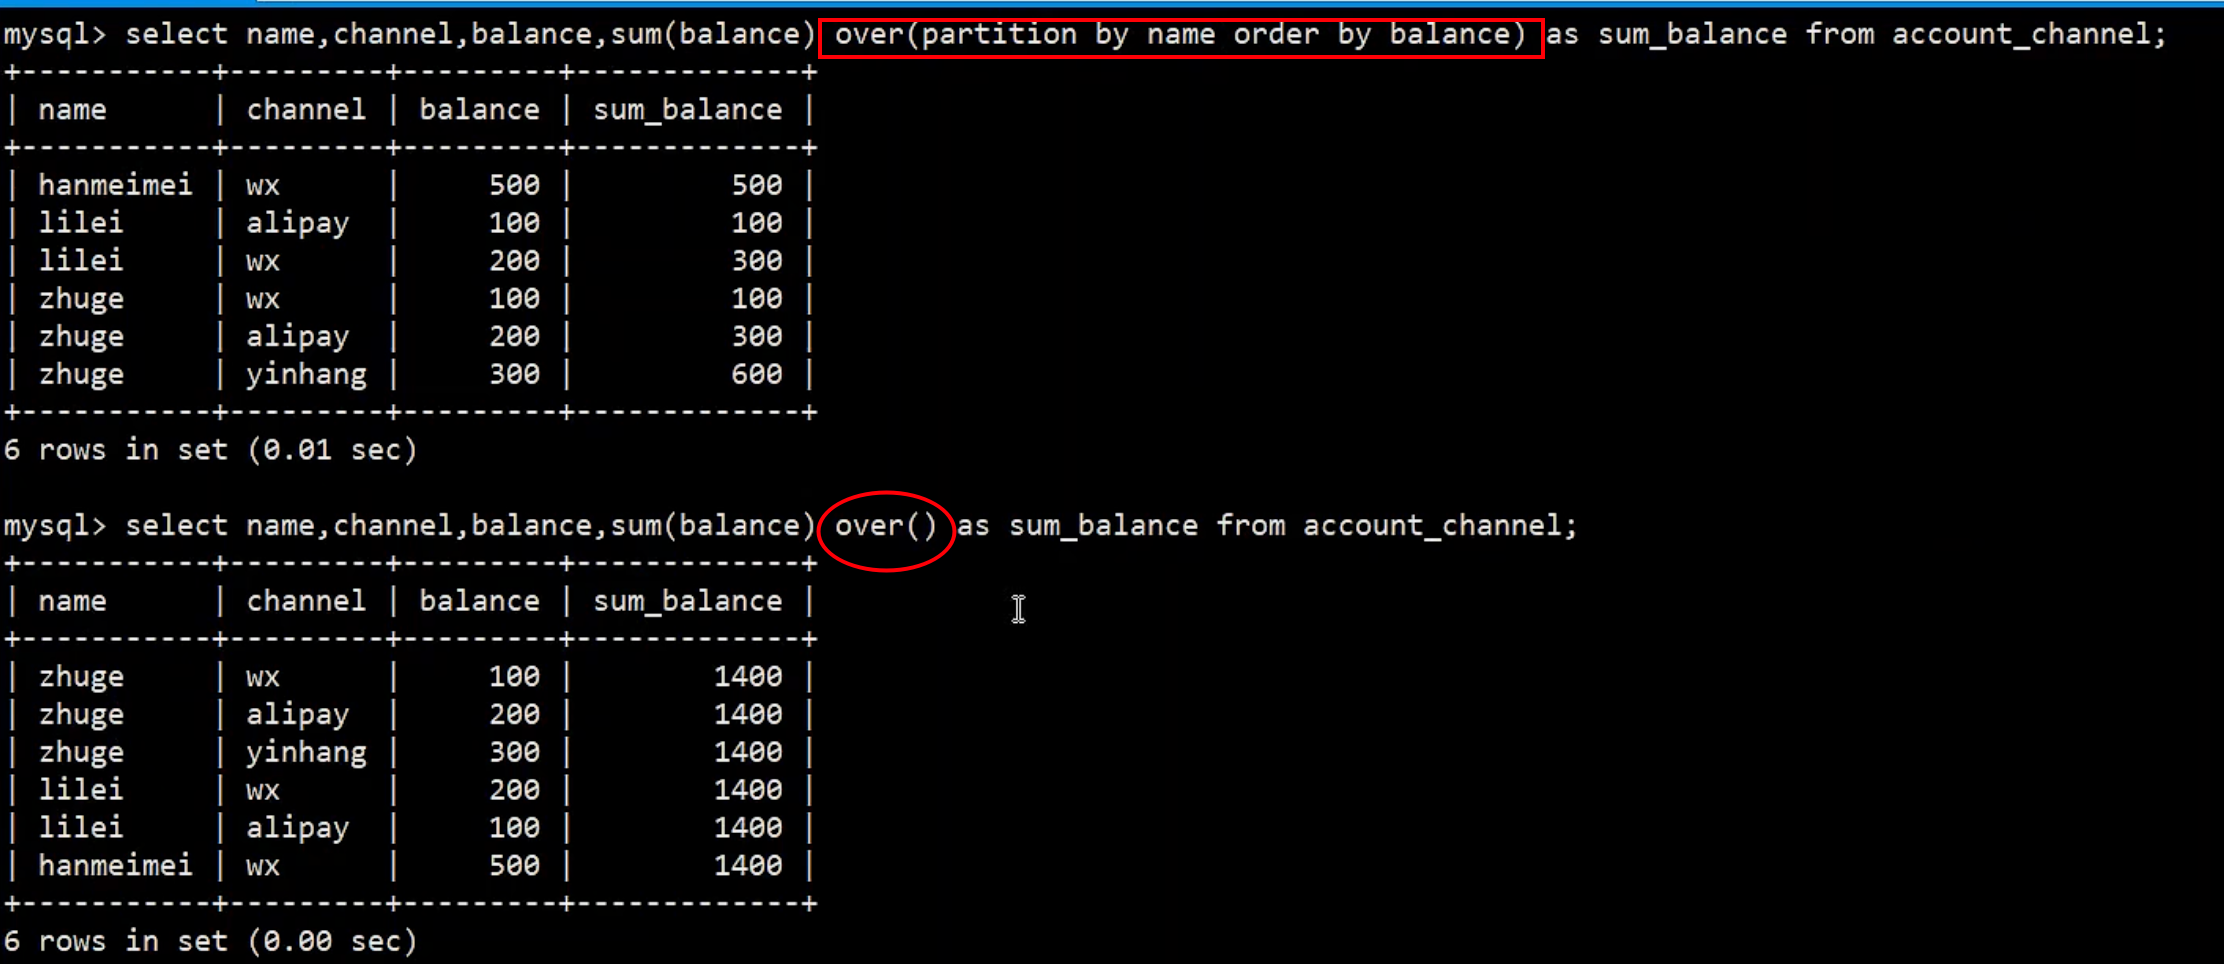 mysql> select name,channel,balance,sum(balance) over(partition by name order by balance) as sum_balance from account_channel;
+-----------+---------+---------+-------------+
| name      | channel | balance | sum_balance |
+-----------+---------+---------+-------------+
| hanmeimei | wx      |     500 |         500 |
| lilei     | alipay  |     100 |         100 |
| lilei     | wx      |     200 |         300 |
| zhuge     | wx      |     100 |         100 |
| zhuge     | alipay  |     200 |         300 |
| zhuge     | yinhang |     300 |         600 |
+-----------+---------+---------+-------------+
6 rows in set (0.01 sec)
mysql> select name,channel,balance,sum(balance) over() as sum_balance from account_channel;
+-----------+---------+---------+-------------+
| name      | channel | balance | sum_balance |
+-----------+---------+---------+-------------+
| zhuge     | wx      |     100 |        1400 |
| zhuge     | alipay  |     200 |        1400 |
| zhuge     | yinhang |     300 |        1400 |
| lilei     | wx      |     200 |        1400 |
| lilei     | alipay  |     100 |        1400 |
| hanmeimei | wx      |     500 |        1400 |
+-----------+---------+---------+-------------+
6 rows in set (0.00 sec)